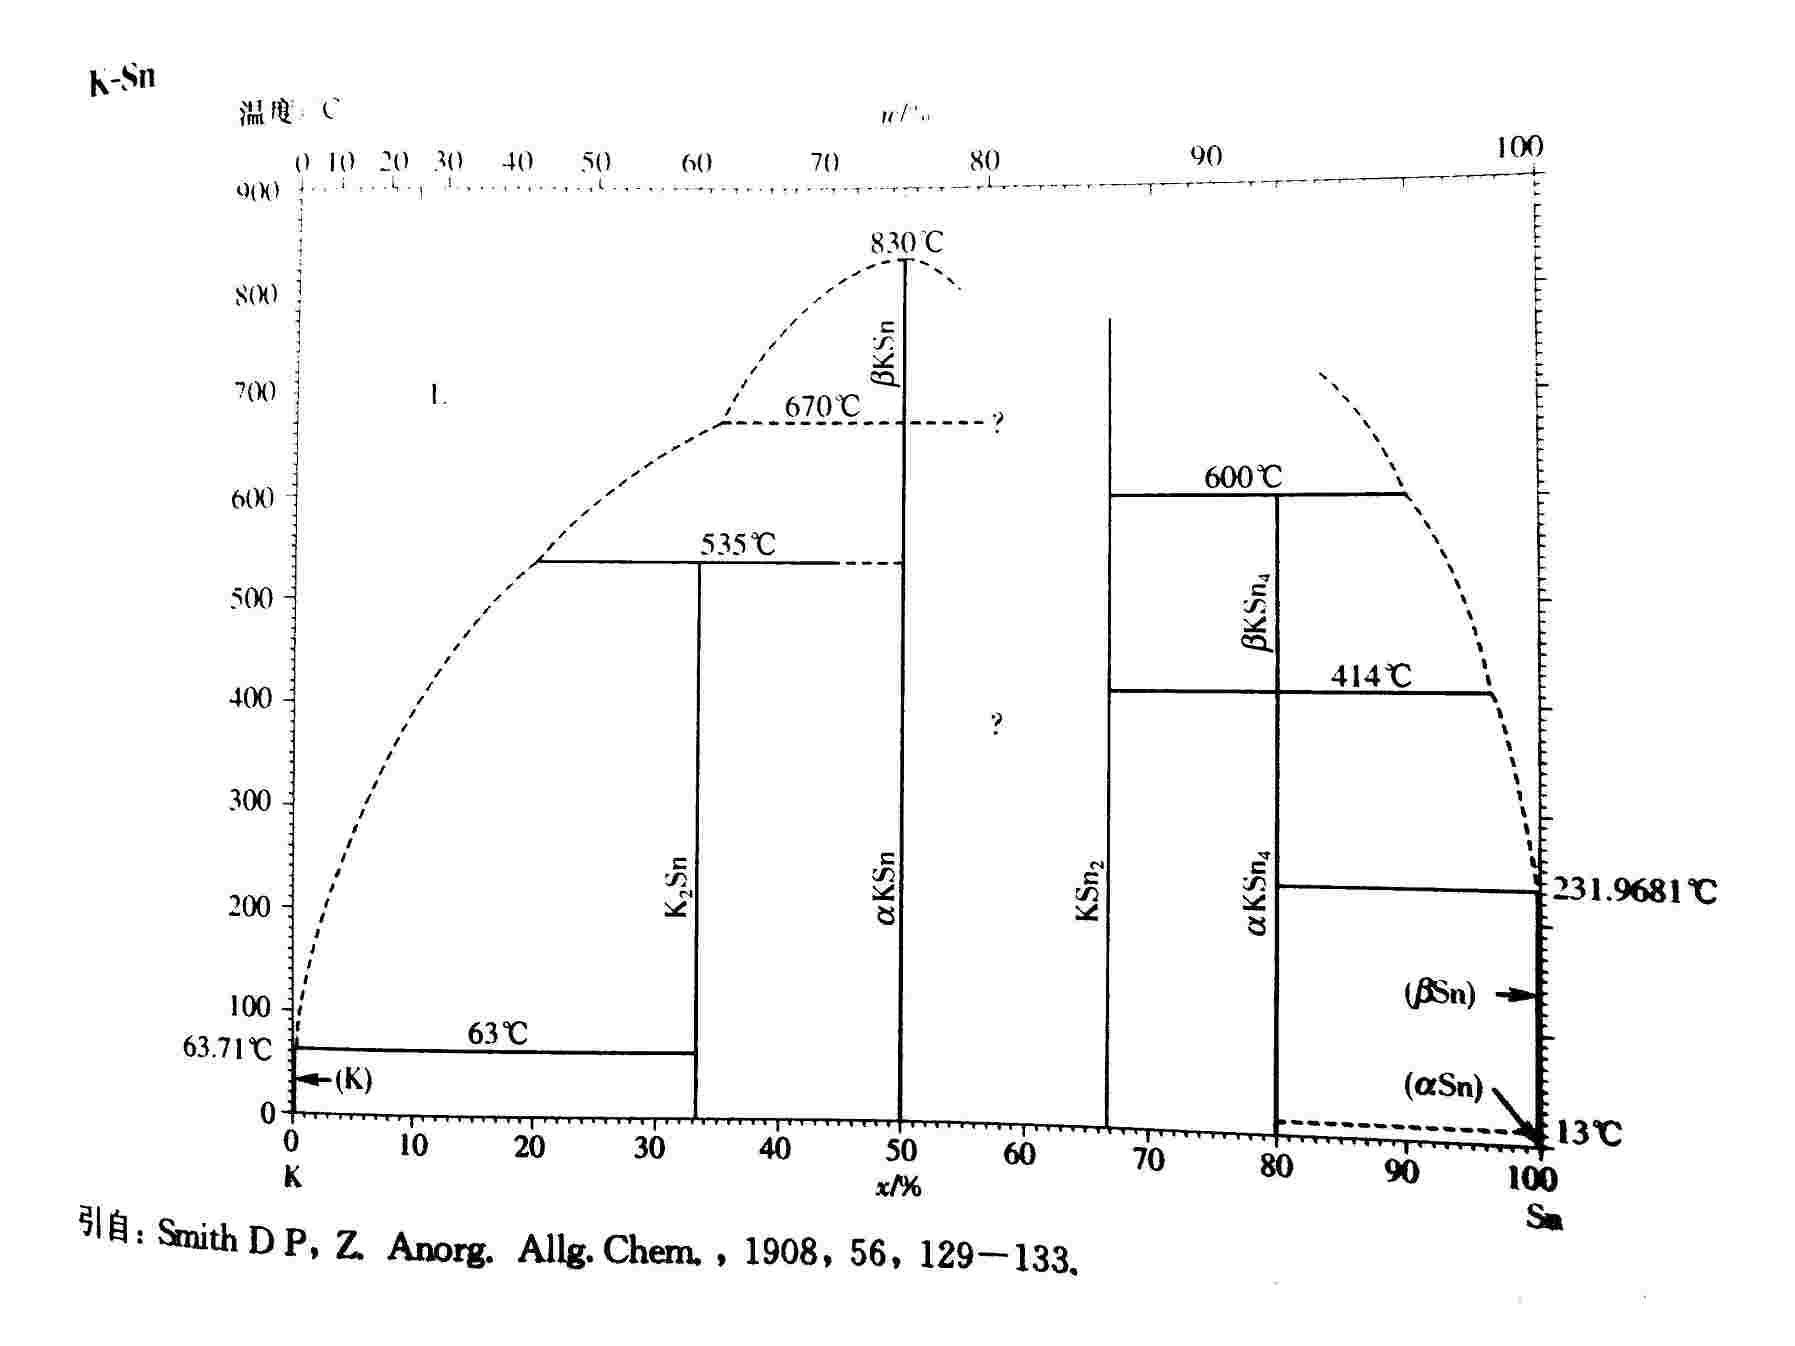 K-Sn
温度 ℃
w/%
0 10 20 30 40 50 60 70 80 90 100
900
830℃
800
βKSn
700
L
670℃
?
600
600℃
535℃
500
βKSn₄
400
414℃
?
300
K₂Sn
αKSn
KSn₂
αKSn₄
200
231.9681℃
100
(βSn)
63.71℃
63℃
(K)
(αSn)
0
13℃
0 10 20 30 40 50 60 70 80 90 100
K
x/%
Sn
引自: Smith D P, Z. Anorg. Allg. Chem., 1908, 56, 129—133.